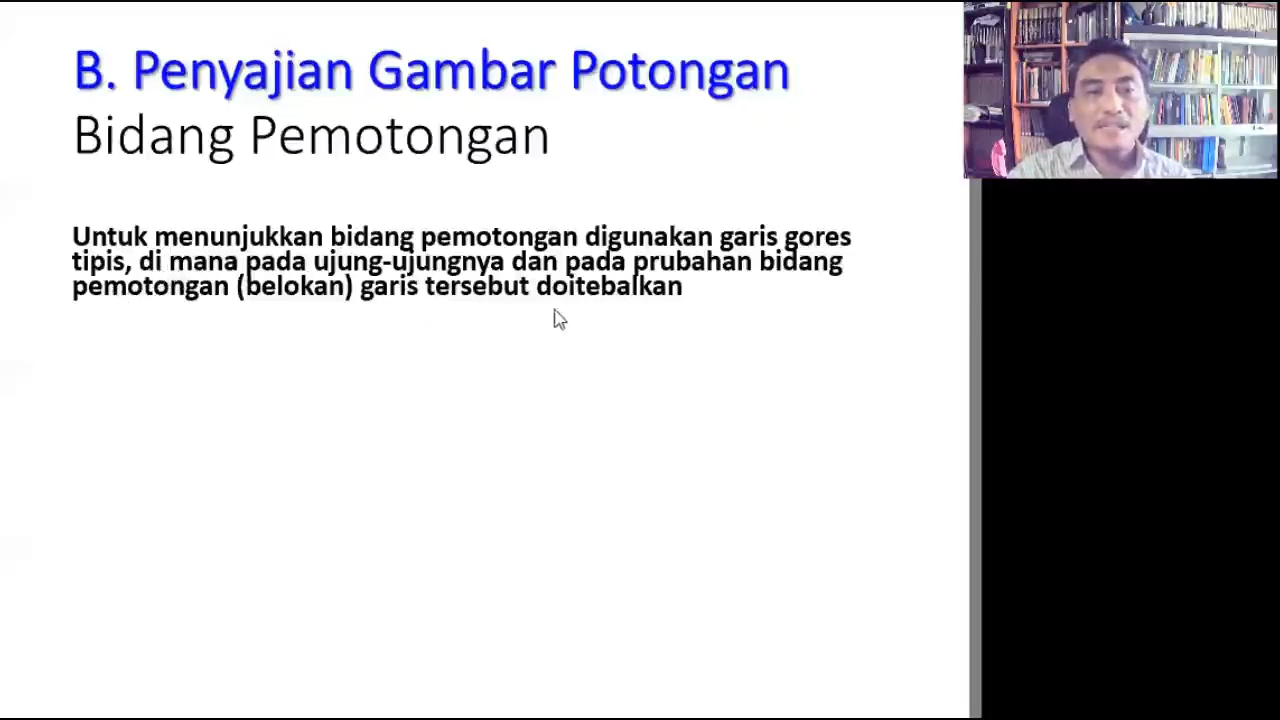 B. Penyajian Gambar Potongan
Bidang Pemotongan
Untuk menunjukkan bidang pemotongan digunakan garis gores
tipis, di mana pada ujung-ujungnya dan pada prubahan bidang
pemotongan (belokan) garis tersebut doitebalkan